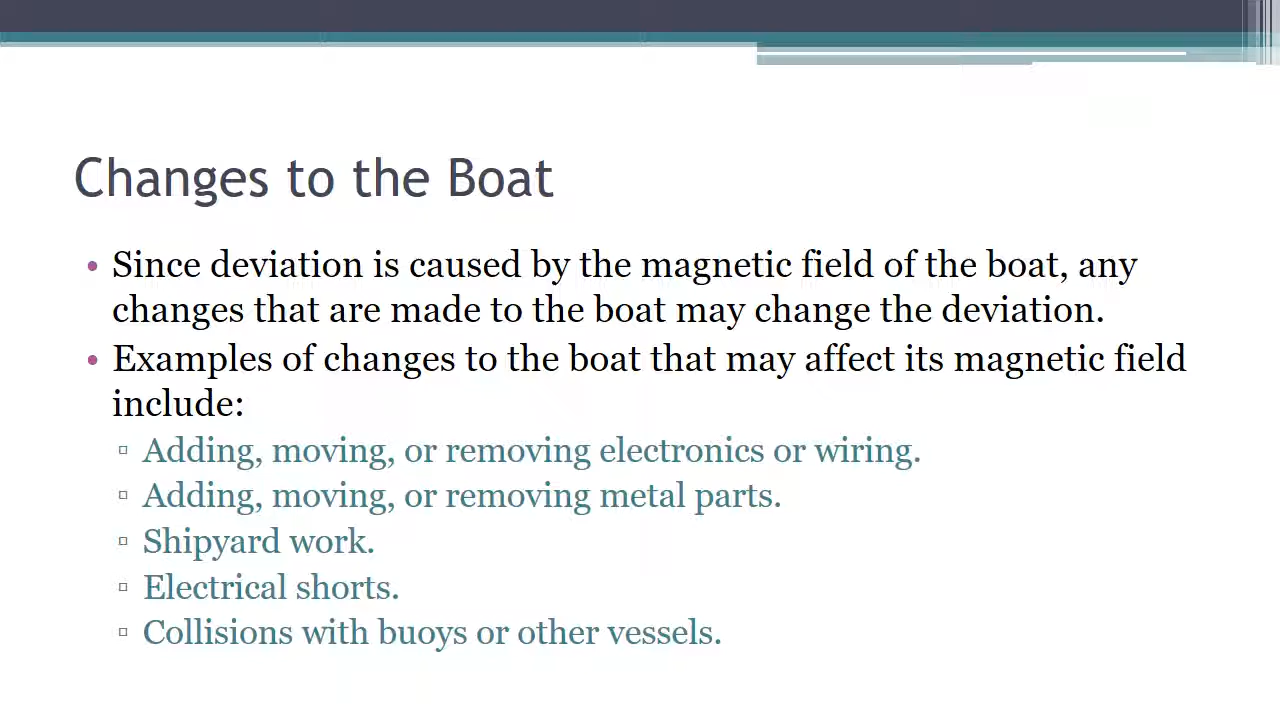 Changes to the Boat
• Since deviation is caused by the magnetic field of the boat, any
changes that are made to the boat may change the deviation.
• Examples of changes to the boat that may affect its magnetic field
include:
▫ Adding, moving, or removing electronics or wiring.
▫ Adding, moving, or removing metal parts.
▫ Shipyard work.
▫ Electrical shorts.
▫ Collisions with buoys or other vessels.